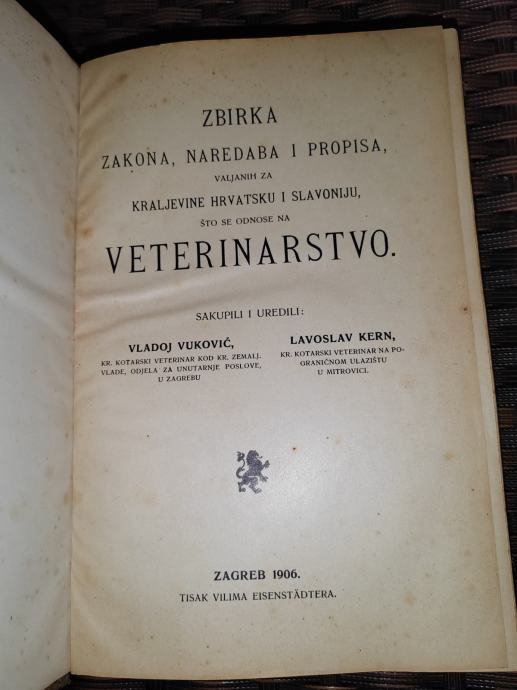 ZBIRKA
ZAKONA, NAREDABA I PROPISA,
VALJANIH ZA
KRALJEVINE HRVATSKU I SLAVONIJU,
ŠTO SE ODNOSE NA
VETERINARSTVO.
SAKUPILI I UREDILI:
VLADOJ VUKOVIĆ,
KR. KOTARSKI VETERINAR KOD KR. ZEMALJ.
VLADE, ODJELA ZA UNUTARNJE POSLOVE,
U ZAGREBU
LAVOSLAV KERN,
KR. KOTARSKI VETERINAR NA PO-
GRANIČNOM ULAZIŠTU
U MITROVICI.
ZAGREB 1906.
TISAK VILIMA EISENSTÄDTERA.